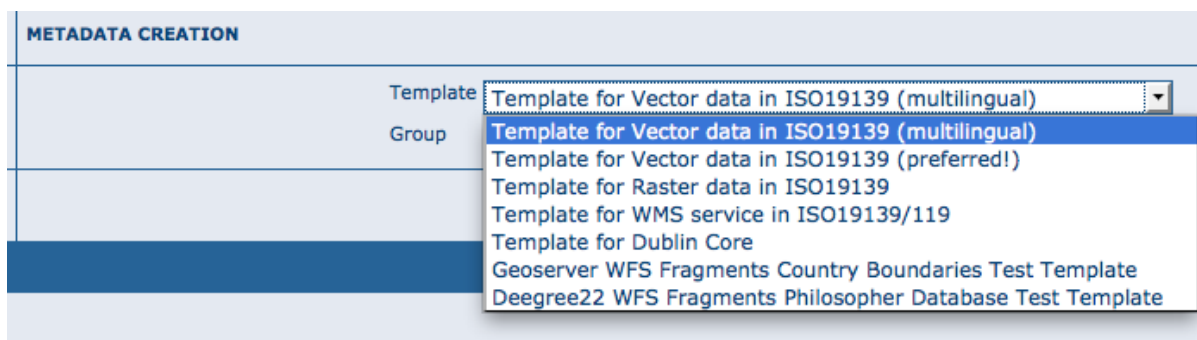 METADATA CREATION
Template Template for Vector data in ISO19139 (multilingual)
Group Template for Vector data in ISO19139 (multilingual)
Template for Vector data in ISO19139 (preferred!)
Template for Raster data in ISO19139
Template for WMS service in ISO19139/119
Template for Dublin Core
Geoserver WFS Fragments Country Boundaries Test Template
Deegree22 WFS Fragments Philosopher Database Test Template